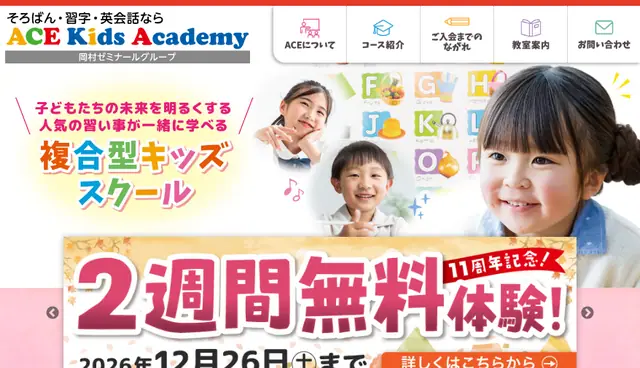 そろばん・習字・英会話なら
ACE Kids Academy
岡村ゼミナールグループ
ACEについて
コース紹介
ご入会までの
ながれ
教室案内
お問い合わせ
子どもたちの未来を明るくする
人気の習い事が一緒に学べる
複合型キッズ
スクール
F G H
J K L
O
11周年記念!
2週間無料体験!
2026年12月26日土まで
詳しくはこちらから